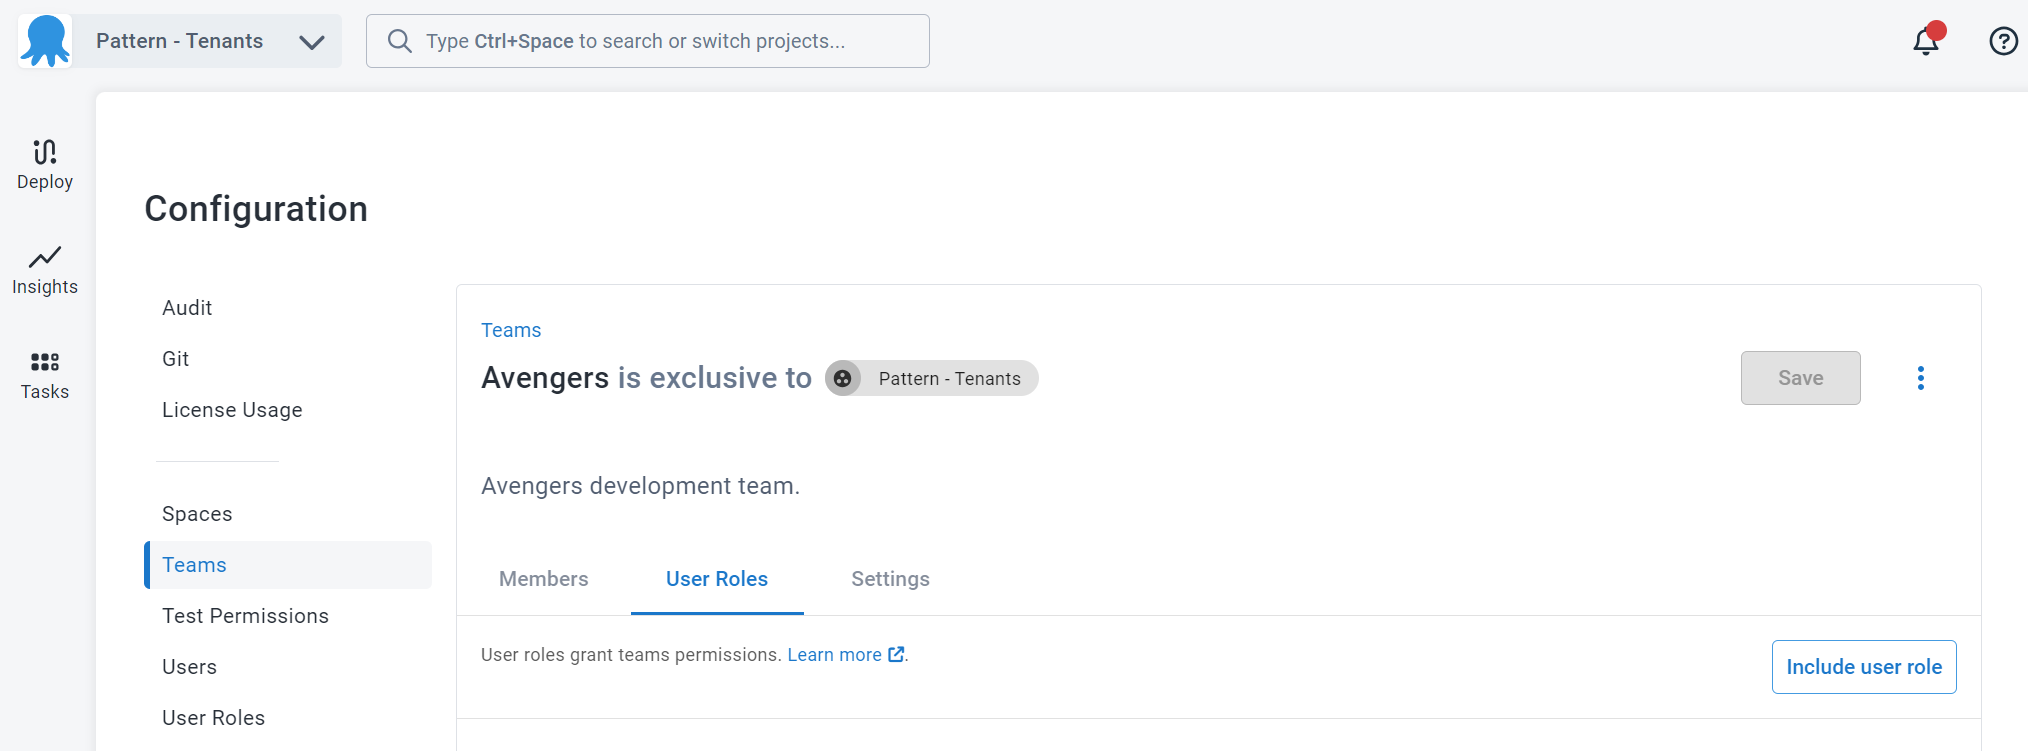 Pattern - Tenants
Type Ctrl+Space to search or switch projects...
Deploy
Insights
Tasks
Configuration
Audit
Git
License Usage
Spaces
Teams
Test Permissions
Users
User Roles
Teams
Avengers is exclusive to Pattern - Tenants
Save
Avengers development team.
Members User Roles Settings
User roles grant teams permissions. Learn more.
Include user role